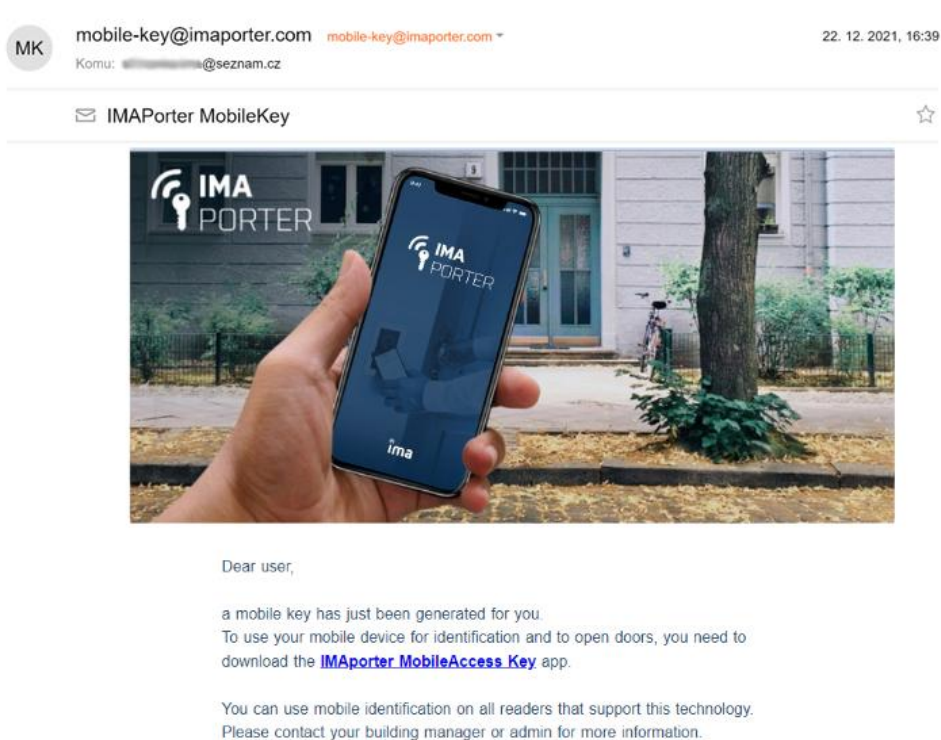 MK
mobile-key@imaporter.com mobile-key@imaporter.com
22. 12. 2021, 16:39
Komu: @seznam.cz
IMAPorter MobileKey
IMA
PORTER
9
IMA
PORTER
ima
Dear user,
a mobile key has just been generated for you.
To use your mobile device for identification and to open doors, you need to
download the IMAporter MobileAccess Key app.
You can use mobile identification on all readers that support this technology.
Please contact your building manager or admin for more information.